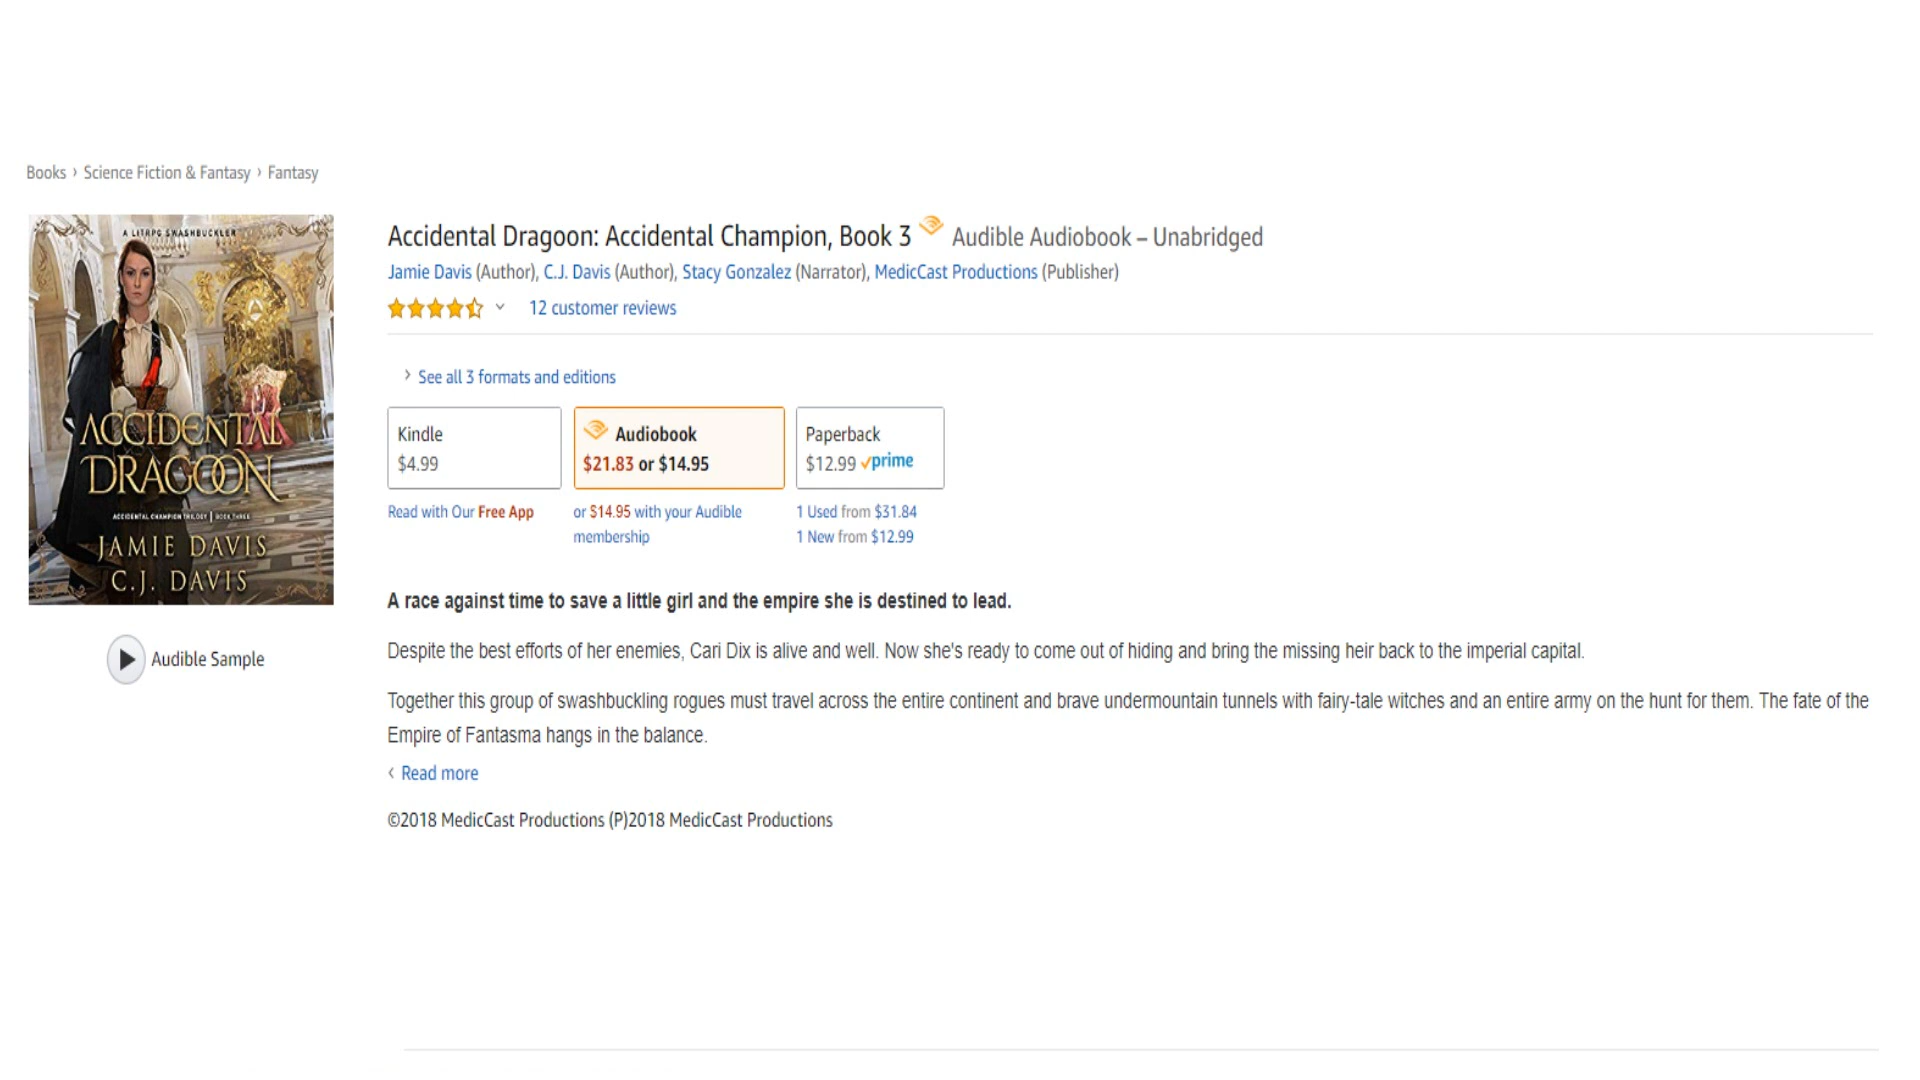 Books › Science Fiction & Fantasy › Fantasy
A LITRPG SWASHBUCKLER
ACCIDENTAL
DRAGOON
ACCIDENTAL CHAMPION TRILOGY | BOOK THREE
JAMIE DAVIS
C.J. DAVIS
Audible Sample
Accidental Dragoon: Accidental Champion, Book 3 Audible Audiobook – Unabridged
Jamie Davis (Author), C.J. Davis (Author), Stacy Gonzalez (Narrator), MedicCast Productions (Publisher)
12 customer reviews
› See all 3 formats and editions
Kindle
$4.99
Read with Our Free App
Audiobook
$21.83 or $14.95
or $14.95 with your Audible
membership
Paperback
$12.99 prime
1 Used from $31.84
1 New from $12.99
A race against time to save a little girl and the empire she is destined to lead.
Despite the best efforts of her enemies, Cari Dix is alive and well. Now she's ready to come out of hiding and bring the missing heir back to the imperial capital.
Together this group of swashbuckling rogues must travel across the entire continent and brave undermountain tunnels with fairy-tale witches and an entire army on the hunt for them. The fate of the
Empire of Fantasma hangs in the balance.
‹ Read more
©2018 MedicCast Productions (P)2018 MedicCast Productions